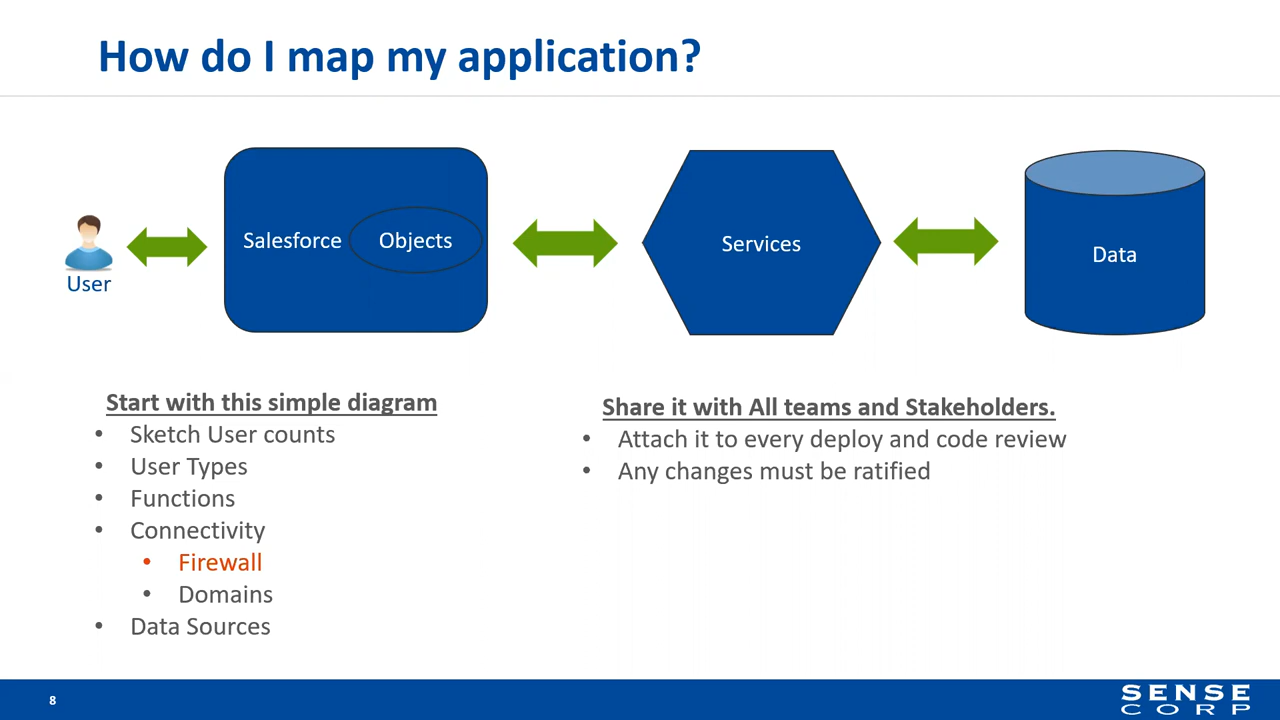 How do I map my application?
User
Salesforce
Objects
Services
Data
Start with this simple diagram
• Sketch User counts
• User Types
• Functions
• Connectivity
• Firewall
• Domains
• Data Sources
Share it with All teams and Stakeholders.
• Attach it to every deploy and code review
• Any changes must be ratified
8
SENSE
CORP